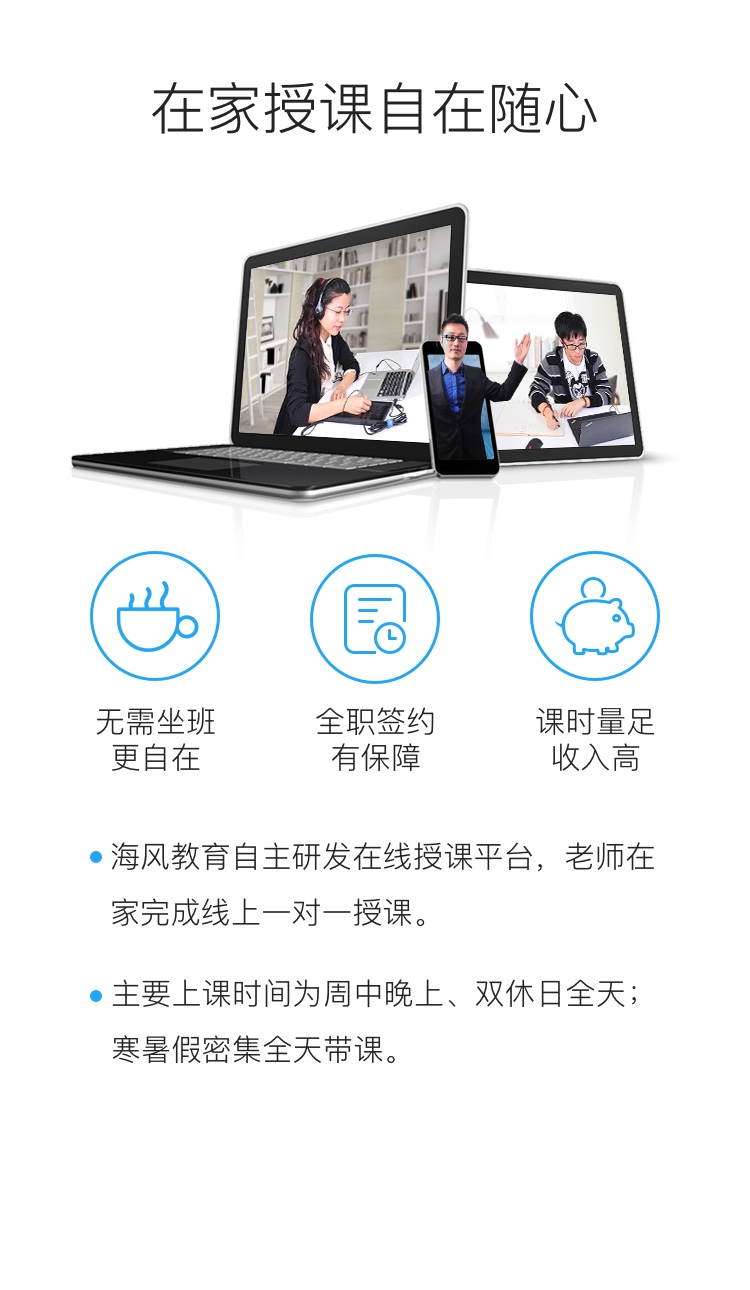 在家授课自在随心
无需坐班
更自在
全职签约
有保障
课时量足
收入高
海风教育自主研发在线授课平台，老师在
家完成线上一对一授课。
主要上课时间为周中晚上、双休日全天；
寒暑假密集全天带课。